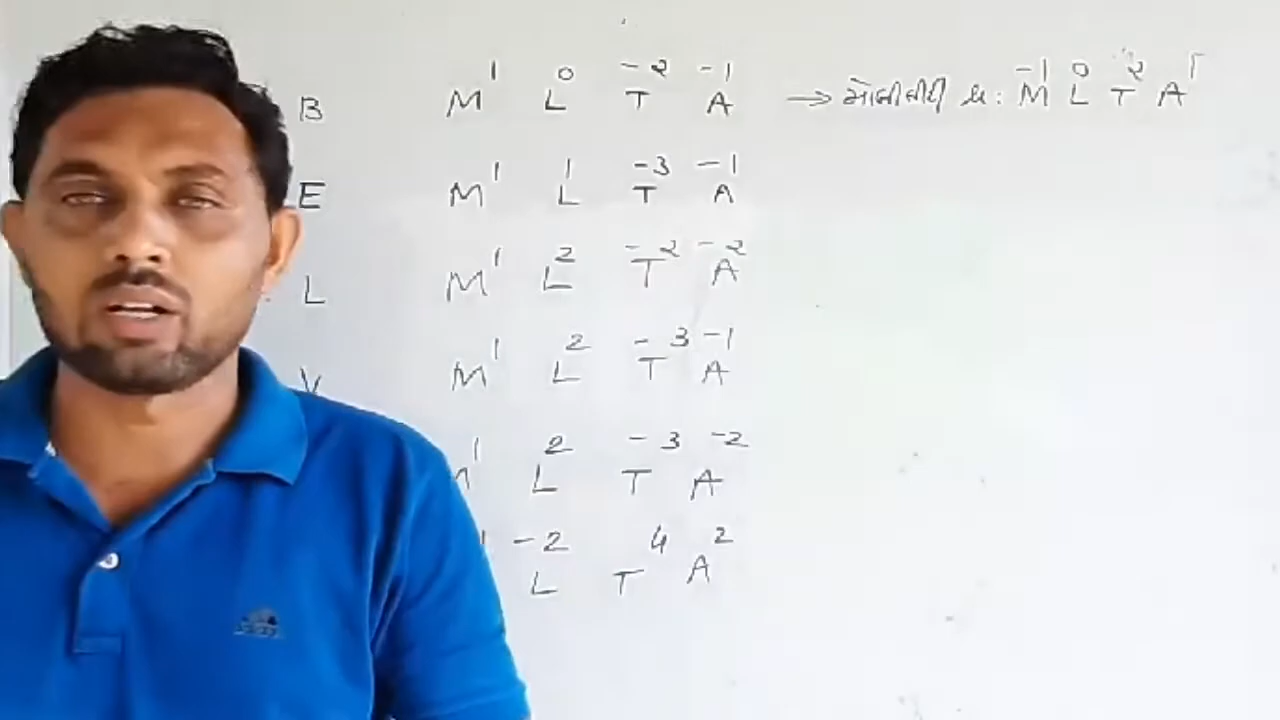 B M¹ L⁰ T⁻² A⁻¹ → મોબીલીટી μ: M⁻¹ L⁰ T² A¹
E M¹ L¹ T⁻³ A⁻¹
L M¹ L² T⁻² A⁻²
V M¹ L² T⁻³ A⁻¹
M¹ L² T⁻³ A⁻²
L⁻² T⁴ A²